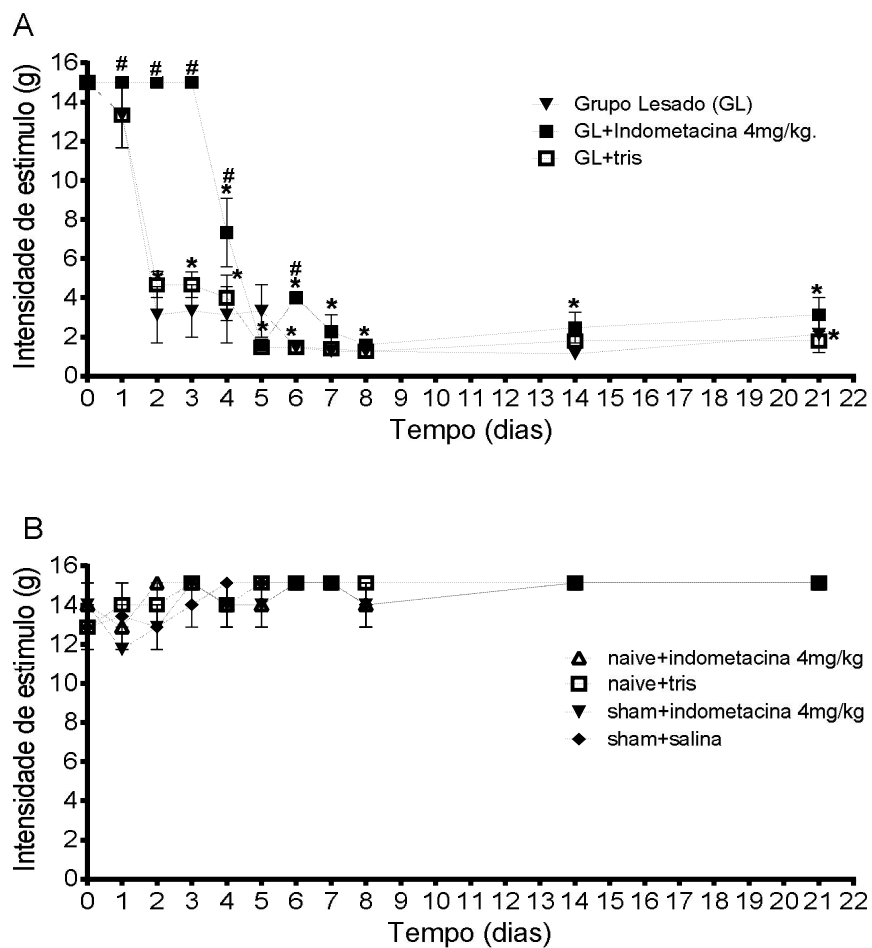 A
16
14
12
10
8
6
4
2
0
Intensidade de estimulo (g)
# # #
#
*
*
* *
#
*
* *
*
*
*
*
*
Grupo Lesado (GL)
GL+Indometacina 4mg/kg.
GL+tris
0 1 2 3 4 5 6 7 8 9 10 11 12 13 14 15 16 17 18 19 20 21 22
Tempo (dias)
B
16
14
12
10
8
6
4
2
0
Intensidade de estimulo (g)
naive+indometacina 4mg/kg
naive+tris
sham+indometacina 4mg/kg
sham+salina
0 1 2 3 4 5 6 7 8 9 10 11 12 13 14 15 16 17 18 19 20 21 22
Tempo (dias)